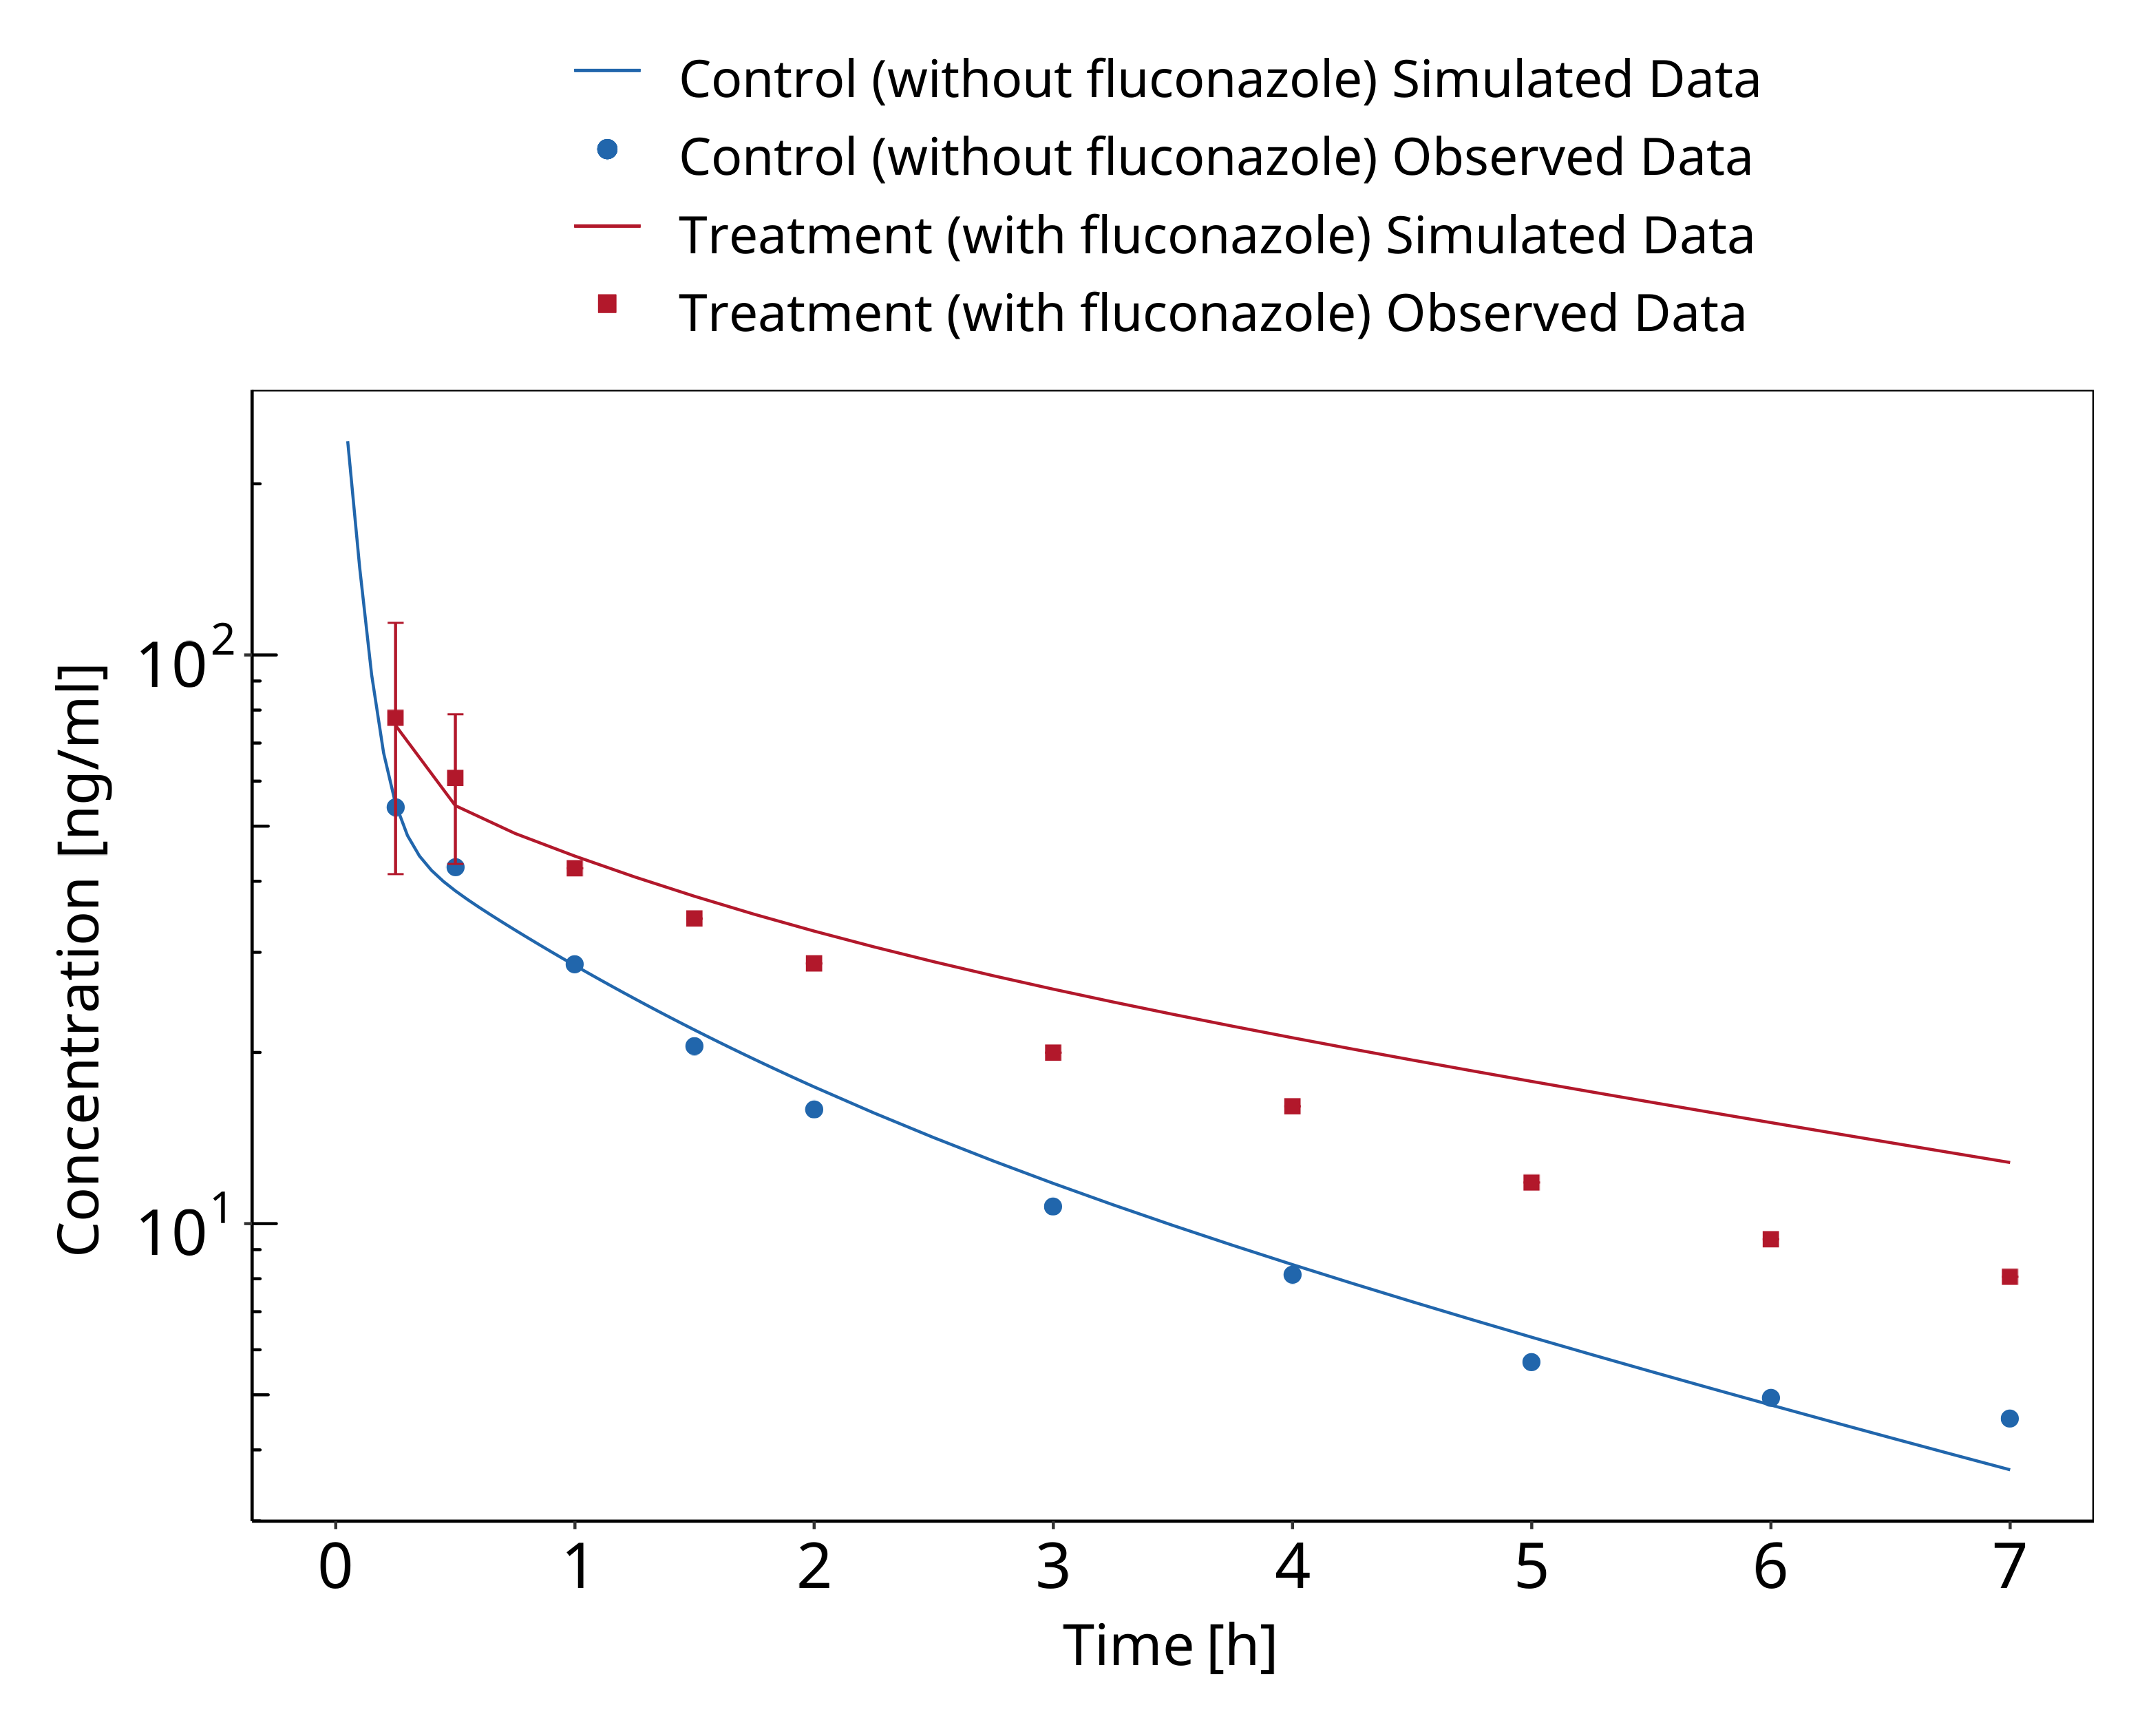 Control (without fluconazole) Simulated Data
Control (without fluconazole) Observed Data
Treatment (with fluconazole) Simulated Data
Treatment (with fluconazole) Observed Data
Concentration [ng/ml]
10²
10¹
0 1 2 3 4 5 6 7
Time [h]